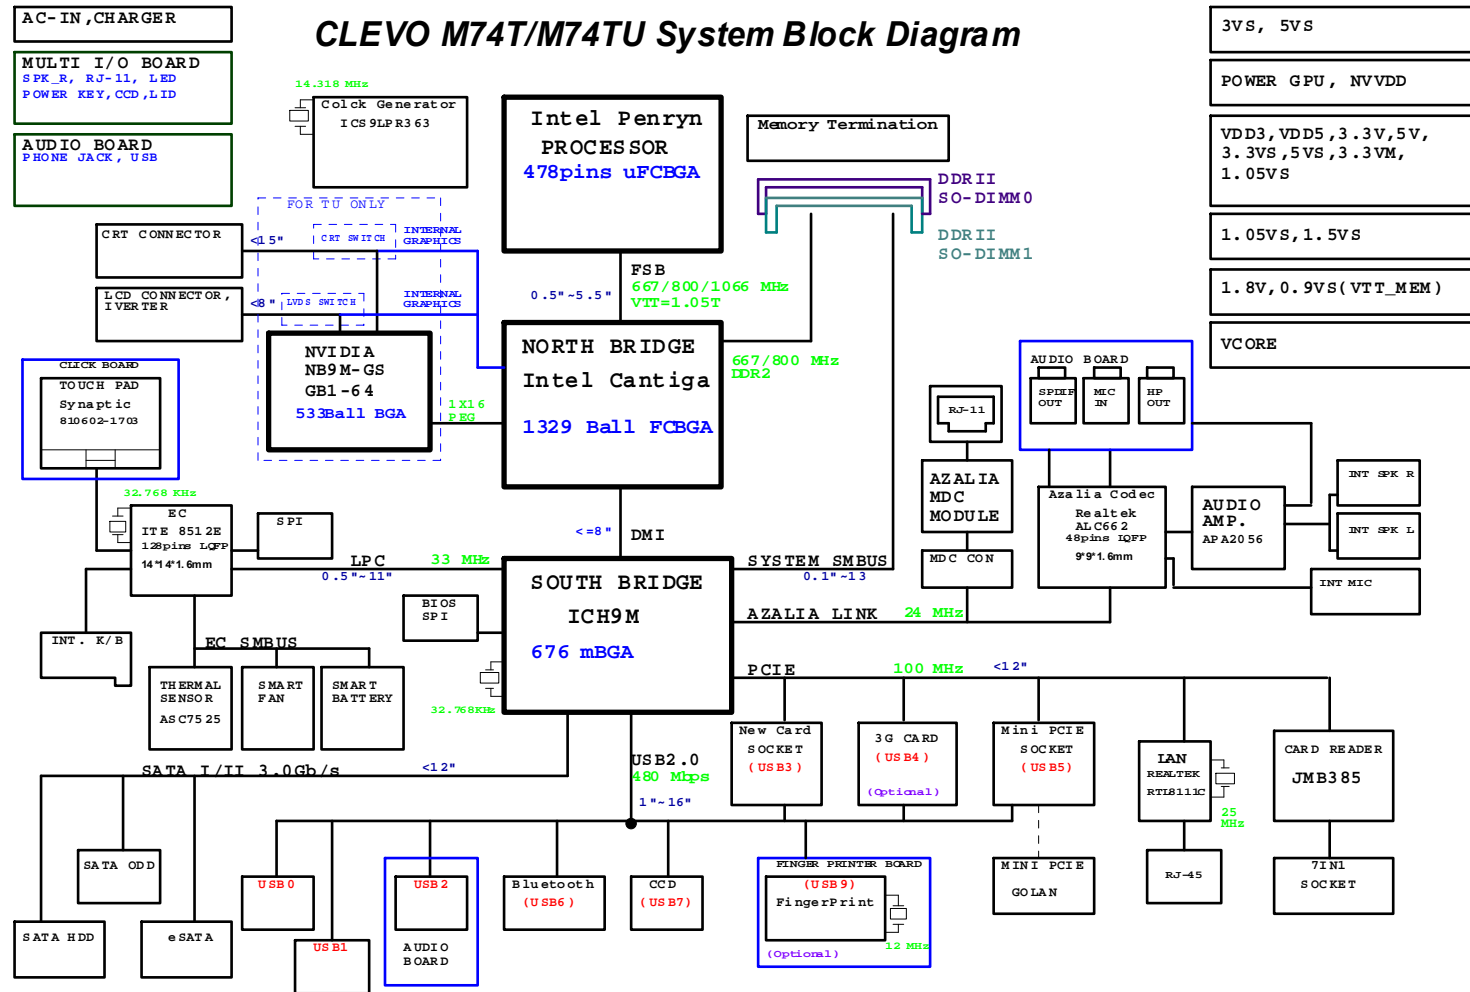 CLEVO M74T/M74TU System Block Diagram
AC-IN,CHARGER
MULTI I/O BOARD
SPK_R, RJ-11, LED
POWER KEY,CCD,LID
AUDIO BOARD
PHONE JACK, USB
14.318 MHz
Colck Generator
ICS9LPR363
Intel Penryn
PROCESSOR
478pins uFCBGA
Memory Termination
DDRII
SO-DIMM0
DDRII
SO-DIMM1
3VS, 5VS
POWER GPU, NVVDD
VDD3,VDD5,3.3V,5V,
3.3VS,5VS,3.3VM,
1.05VS
1.05VS,1.5VS
1.8V,0.9VS(VTT_MEM)
VCORE
FOR TU ONLY
CRT CONNECTOR
<15"
CRT SWITCH
INTERNAL
GRAPHICS
LCD CONNECTOR,
IVERTER
<8"
LVDS SWITCH
INTERNAL
GRAPHICS
FSB
0.5"~5.5"
667/800/1066 MHz
VTT=1.05T
NVIDIA
NB9M-GS
GB1-64
533Ball BGA
1X16
PEG
NORTH BRIDGE
Intel Cantiga
1329 Ball FCBGA
667/800 MHz
DDR2
CLICK BOARD
TOUCH PAD
Synaptic
810602-1703
AUDIO BOARD
SPDIF
OUT
MIC
IN
HP
OUT
RJ-11
AZALIA
MDC
MODULE
MDC CON
Azalia Codec
Realtek
ALC662
48pins LQFP
9*9*1.6mm
AUDIO
AMP.
APA2056
INT SPK R
INT SPK L
INT MIC
32.768 KHz
EC
ITE 8512E
128pins LQFP
14*14*1.6mm
SPI
<=8"
DMI
LPC
0.5"~11"
33 MHz
SOUTH BRIDGE
ICH9M
676 mBGA
SYSTEM SMBUS
0.1"~13
AZALIA LINK
24 MHz
BIOS
SPI
INT. K/B
EC SMBUS
THERMAL
SENSOR
ASC7525
SMART
FAN
SMART
BATTERY
32.768KHz
PCIE
100 MHz
<12"
New Card
SOCKET
(USB3)
3G CARD
(USB4)
(Optional)
Mini PCIE
SOCKET
(USB5)
LAN
REALTEK
RTL8111C
25
MHz
CARD READER
JMB385
SATA I/II 3.0Gb/s
<12"
USB2.0
480 Mbps
1"~16"
SATA ODD
SATA HDD
eSATA
USB0
USB1
USB2
AUDIO
BOARD
Bluetooth
(USB6)
CCD
(USB7)
FINGER PRINTER BOARD
(USB9)
FingerPrint
12 MHz
(Optional)
MINI PCIE
GOLAN
RJ-45
7IN1
SOCKET